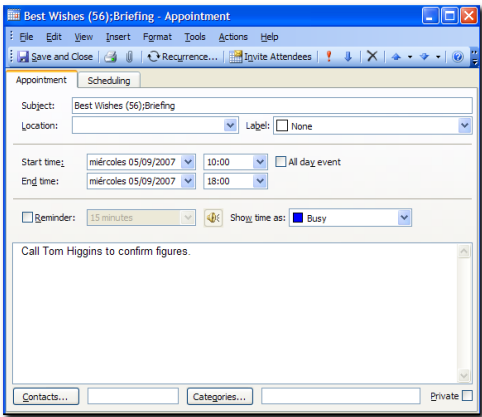 Best Wishes (56);Briefing - Appointment
File Edit View Insert Format Tools Actions Help
Save and Close Recurrence... Invite Attendees
Appointment Scheduling
Subject: Best Wishes (56);Briefing
Location: Label: None
Start time: miércoles 05/09/2007 10:00 All day event
End time: miércoles 05/09/2007 18:00
Reminder: 15 minutes Show time as: Busy
Call Tom Higgins to confirm figures.
Contacts... Categories... Private